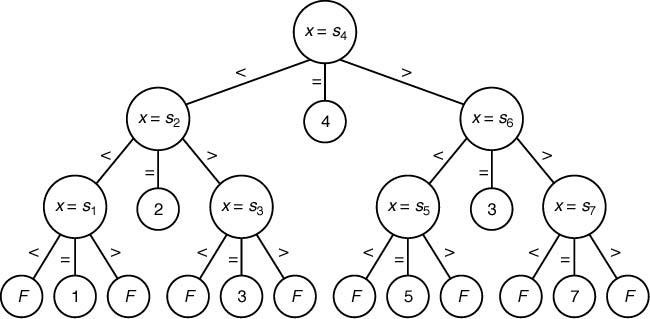 x = s₄
< = >
4
x = s₂ x = s₆
< = > < = >
2 3
x = s₁ x = s₃ x = s₅ x = s₇
< = > < = > < = > < = >
F 1 F F 3 F F 5 F F 7 F